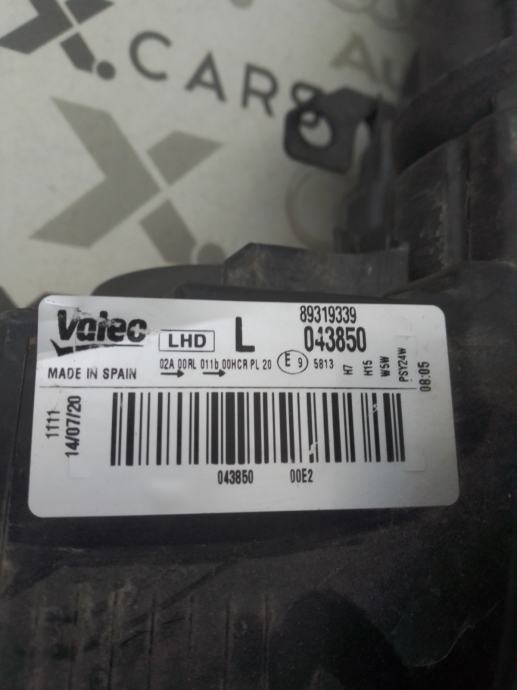 X.CARS
Au
Valeo
LHD
L
89319339
043850
02A 00RL 011b 00HCR PL 20 E 9 5813
MADE IN SPAIN
H7
H15
W5W
PSY24W
08:05
1111
14/07/20
043850 00E2